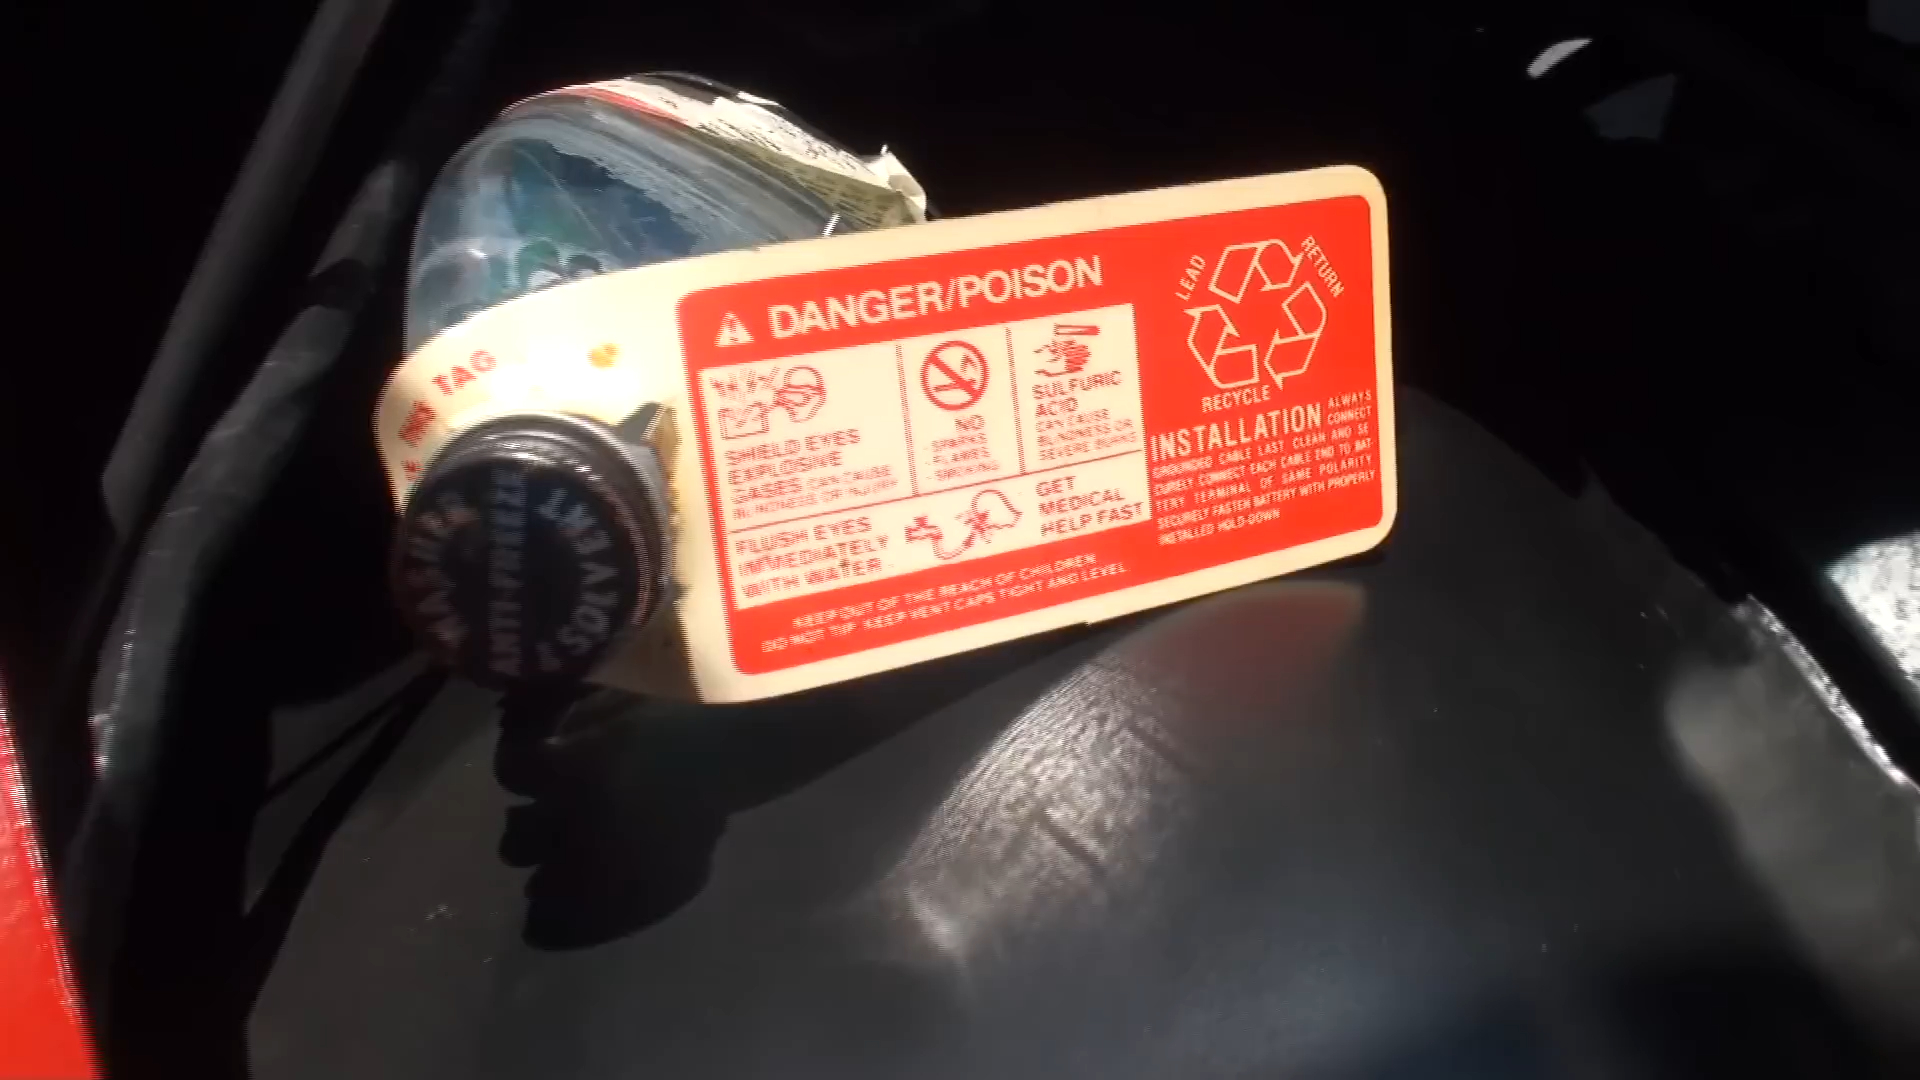 TAG
DANGER/POISON
SHIELD EYES
EXPLOSIVE
GASES CAN CAUSE
BLINDNESS OR INJURY
NO
· SPARKS
· FLAMES
· SMOKING
SULFURIC
ACID
CAN CAUSE
BLINDNESS OR
SEVERE BURNS
FLUSH EYES
IMMEDIATELY
WITH WATER
GET
MEDICAL
HELP FAST
KEEP OUT OF THE REACH OF CHILDREN
DO NOT TIP. KEEP VENT CAPS TIGHT AND LEVEL.
LEAD
RETURN
RECYCLE
INSTALLATION ALWAYS CONNECT
GROUNDED CABLE LAST. CLEAN AND SE-
CURELY CONNECT EACH CABLE END TO BAT-
TERY TERMINAL OF SAME POLARITY.
SECURELY FASTEN BATTERY WITH PROPERLY
INSTALLED HOLD-DOWN
ANTI-FREEZE
SOLVENT